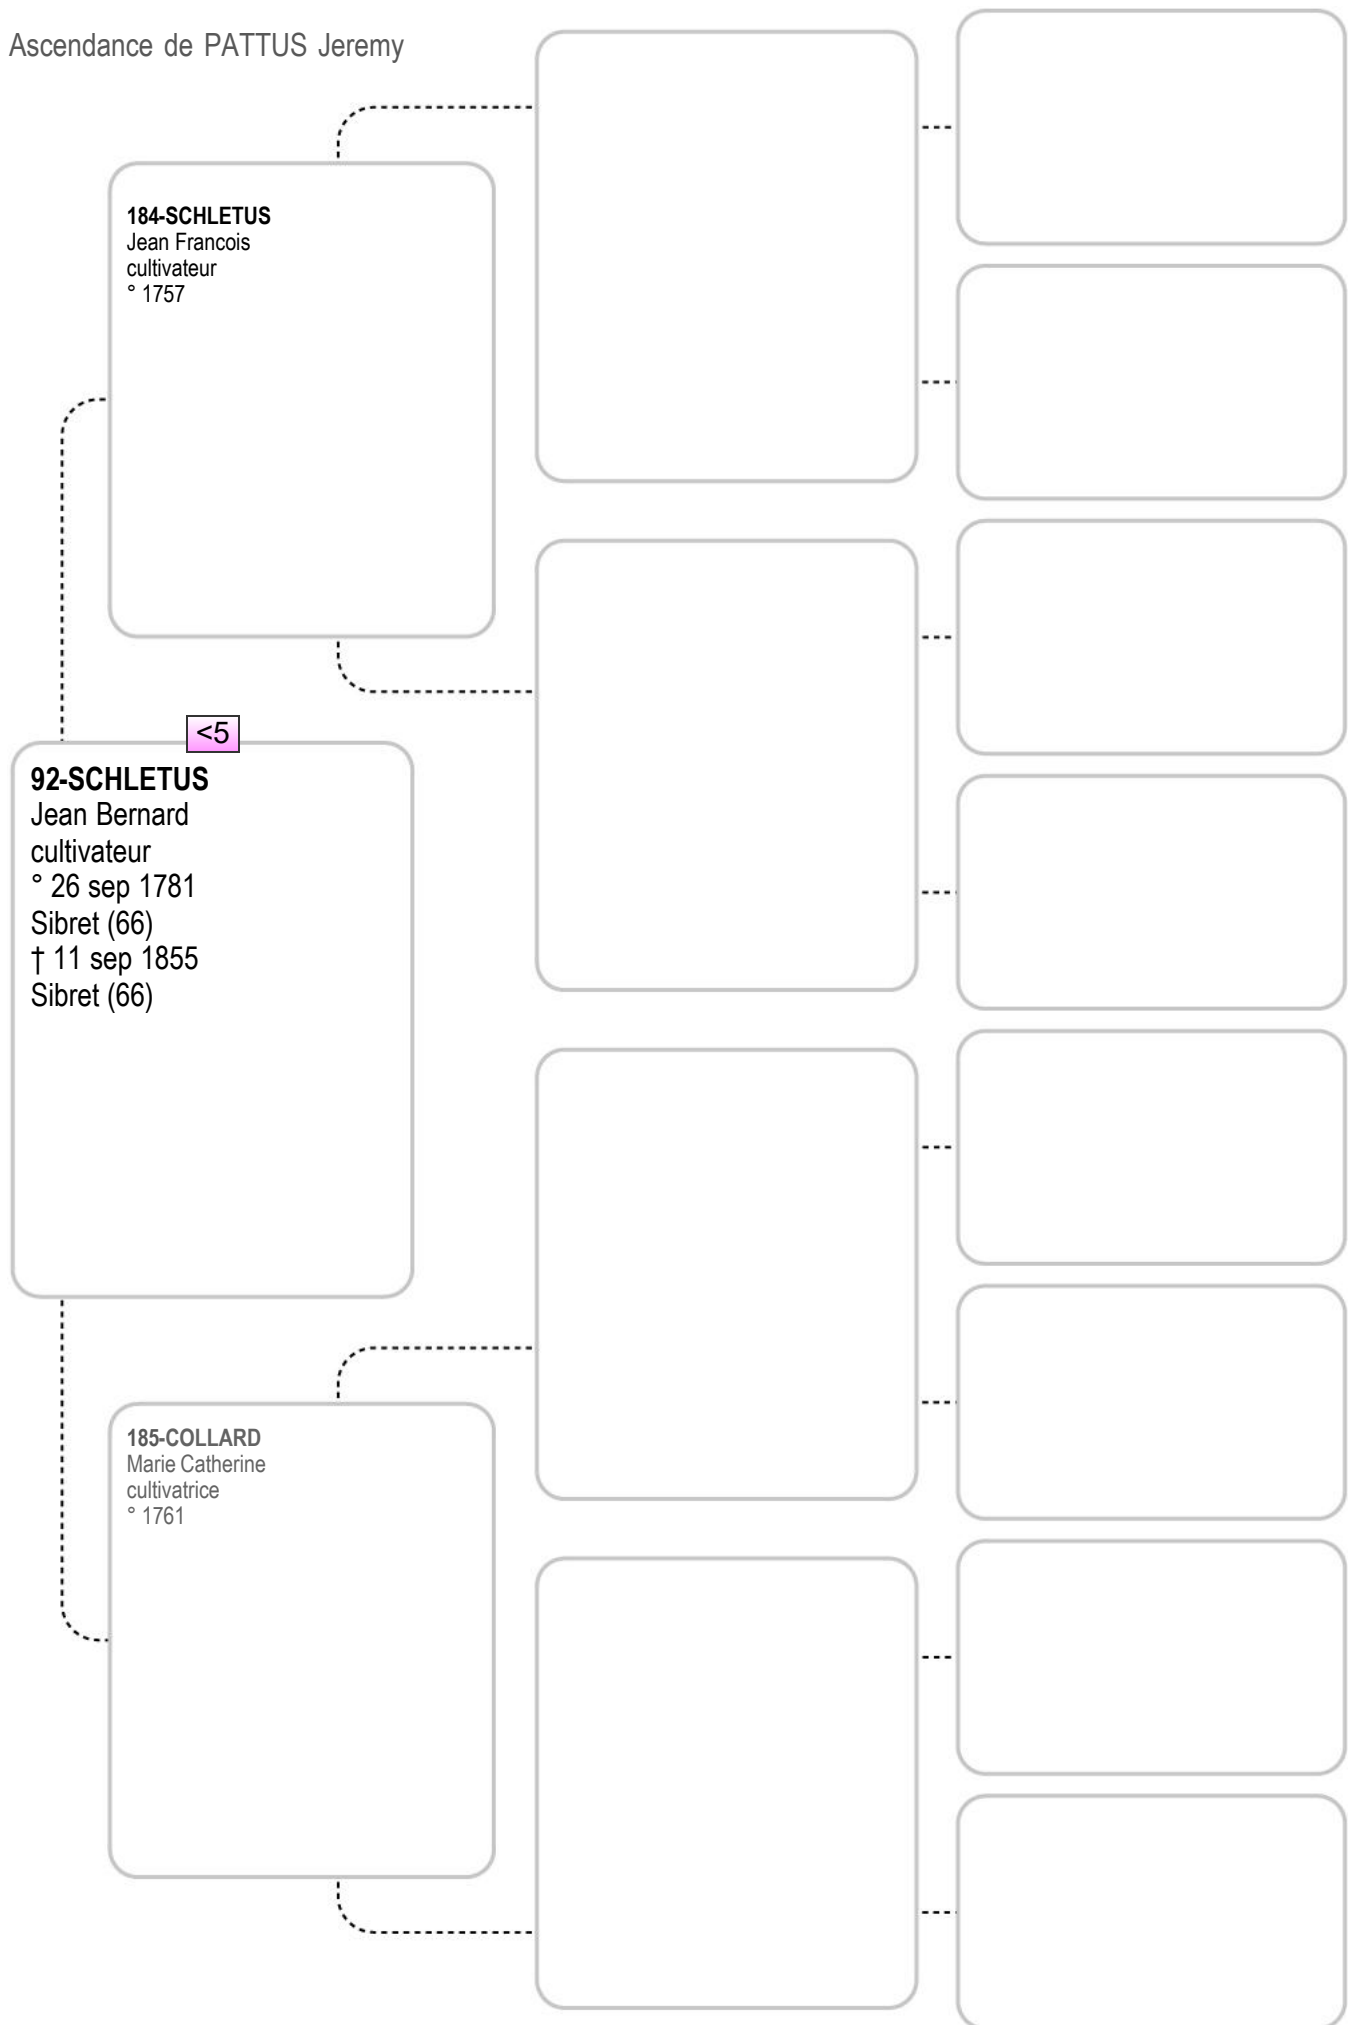 Ascendance de PATTUS Jeremy
184-SCHLETUS
Jean Francois
cultivateur
° 1757
<5
92-SCHLETUS
Jean Bernard
cultivateur
° 26 sep 1781
Sibret (66)
† 11 sep 1855
Sibret (66)
185-COLLARD
Marie Catherine
cultivatrice
° 1761